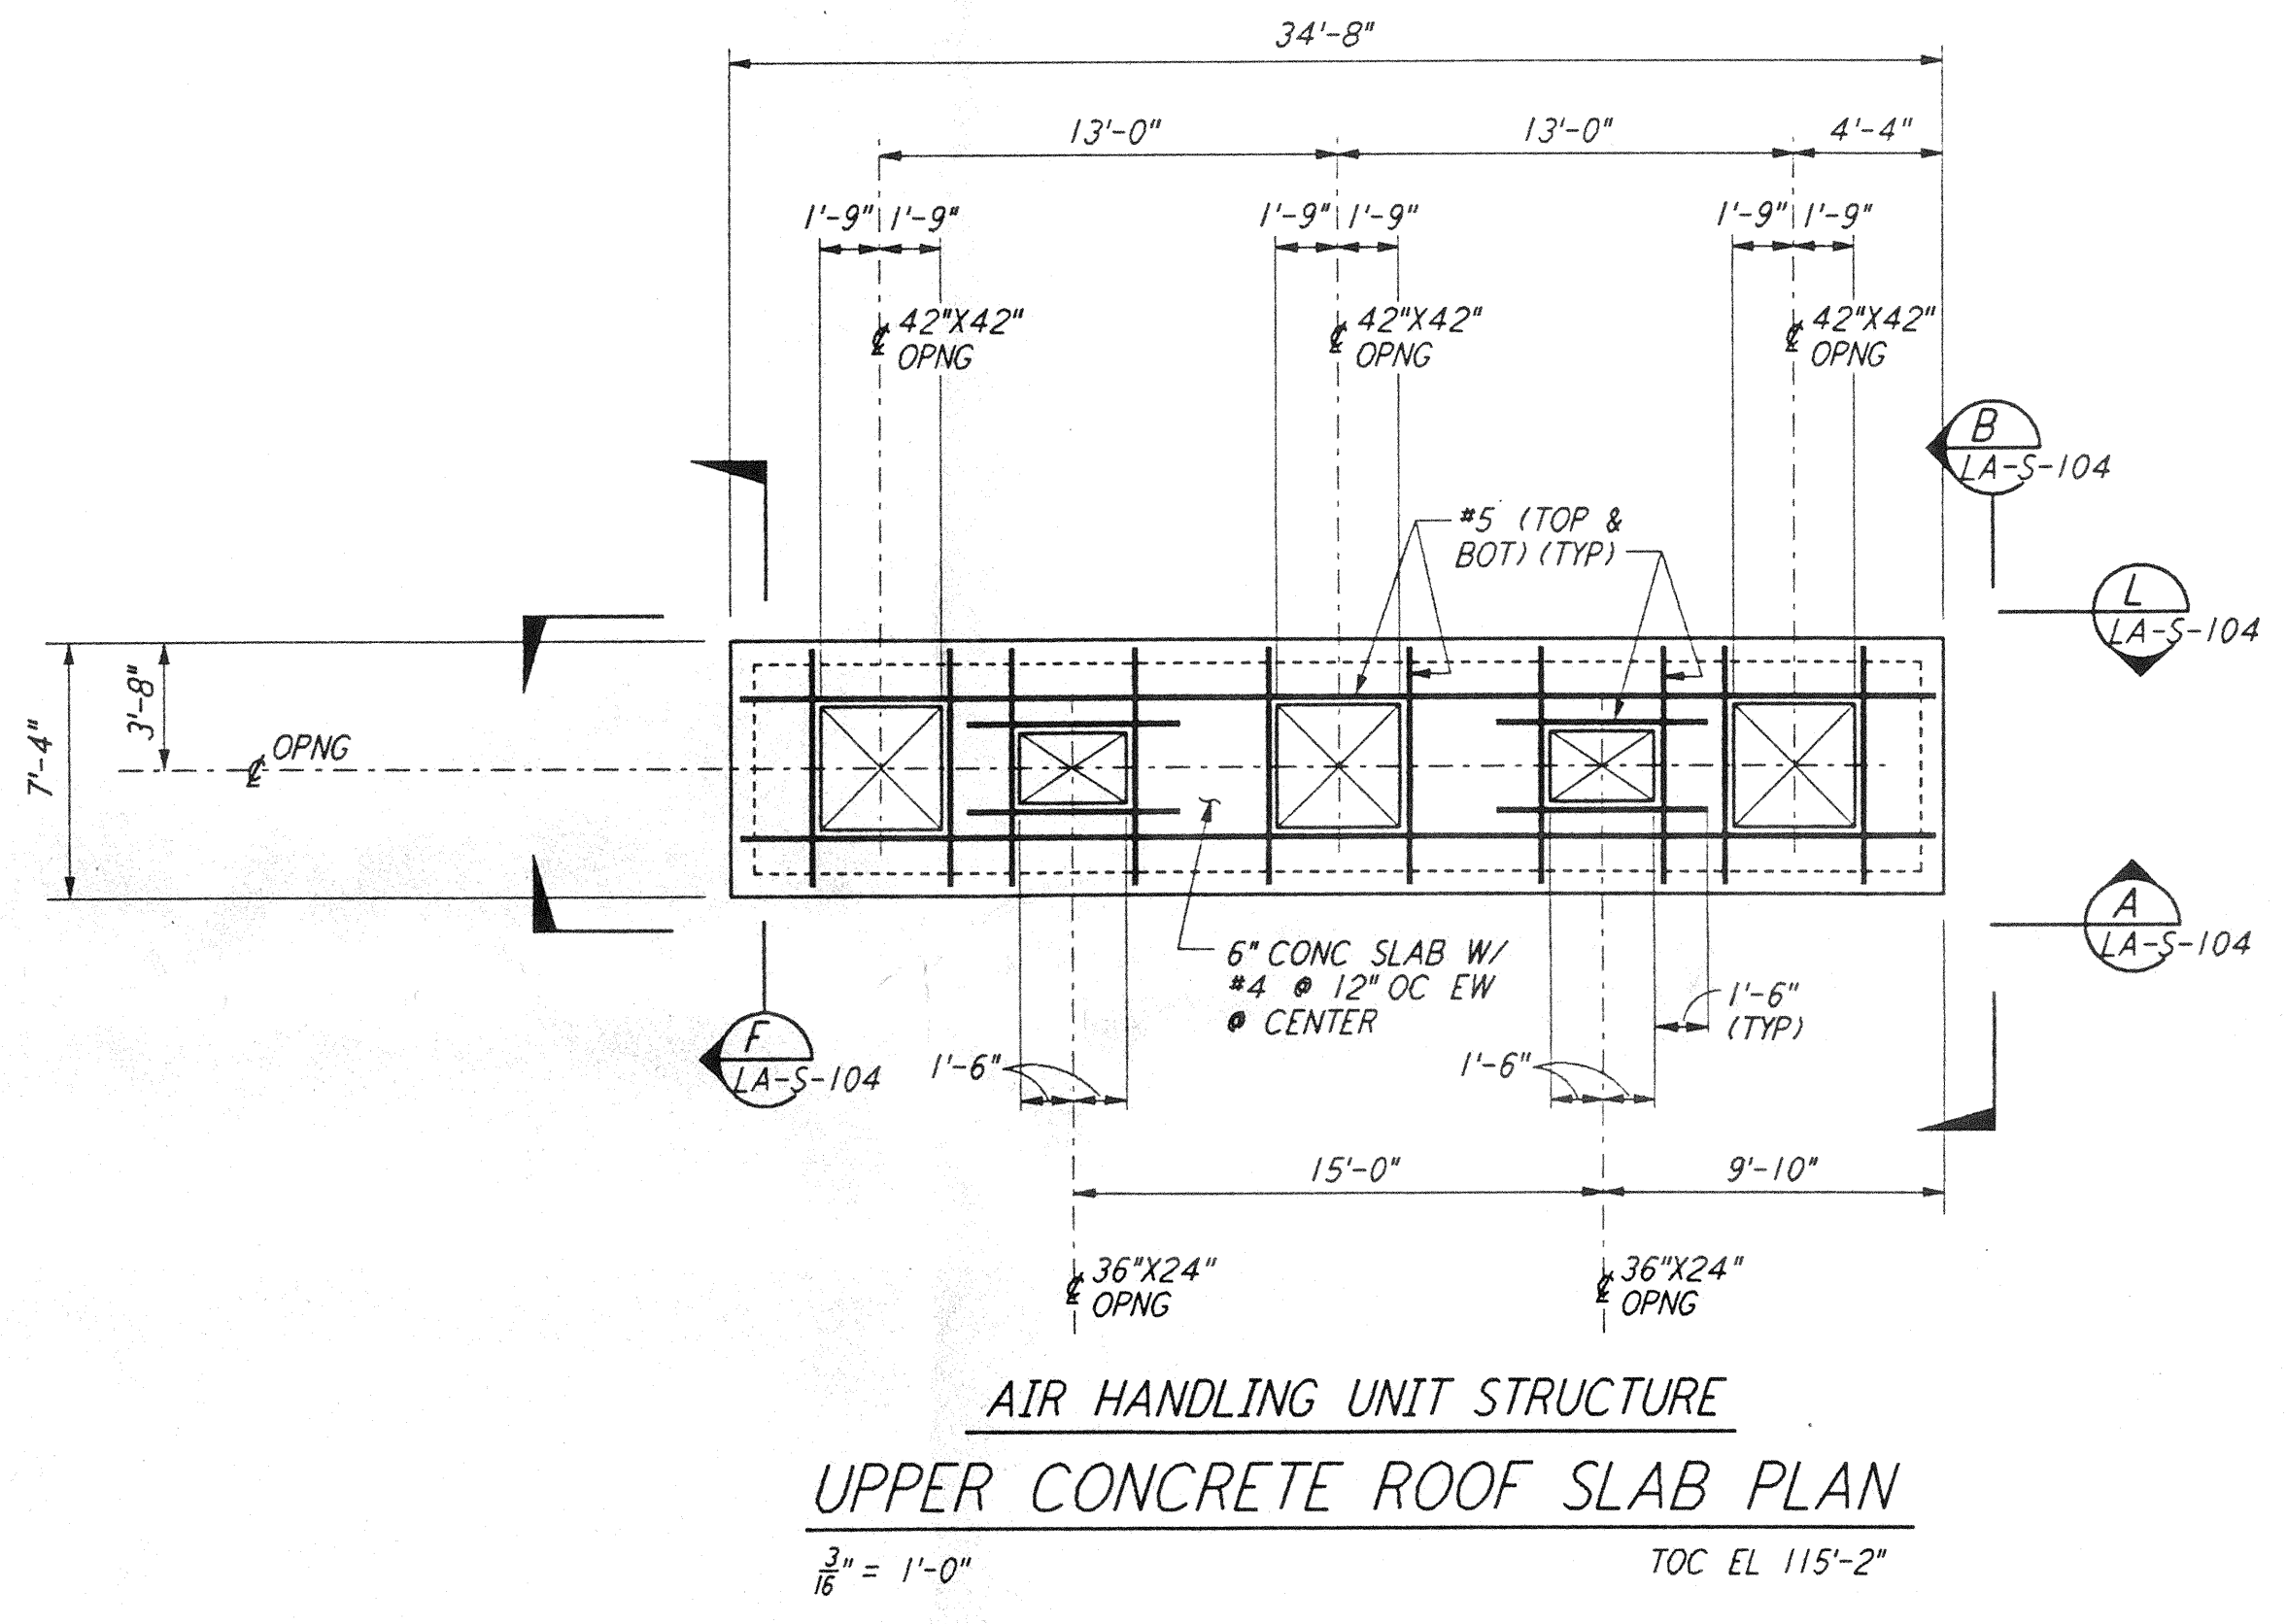 34'-8"
13'-0" 13'-0" 4'-4"
1'-9" 1'-9" 1'-9" 1'-9" 1'-9" 1'-9"
℄ 42"X42"
OPNG
℄ 42"X42"
OPNG
℄ 42"X42"
OPNG
B
LA-S-104
#5 (TOP &
BOT) (TYP)
L
LA-S-104
3'-8"
7'-4"
℄ OPNG
A
LA-S-104
6" CONC SLAB W/
#4 @ 12" OC EW
@ CENTER
1'-6"
(TYP)
F
LA-S-104
1'-6"
1'-6"
15'-0" 9'-10"
℄ 36"X24"
OPNG
℄ 36"X24"
OPNG
AIR HANDLING UNIT STRUCTURE
UPPER CONCRETE ROOF SLAB PLAN
3/16" = 1'-0" TOC EL 115'-2"